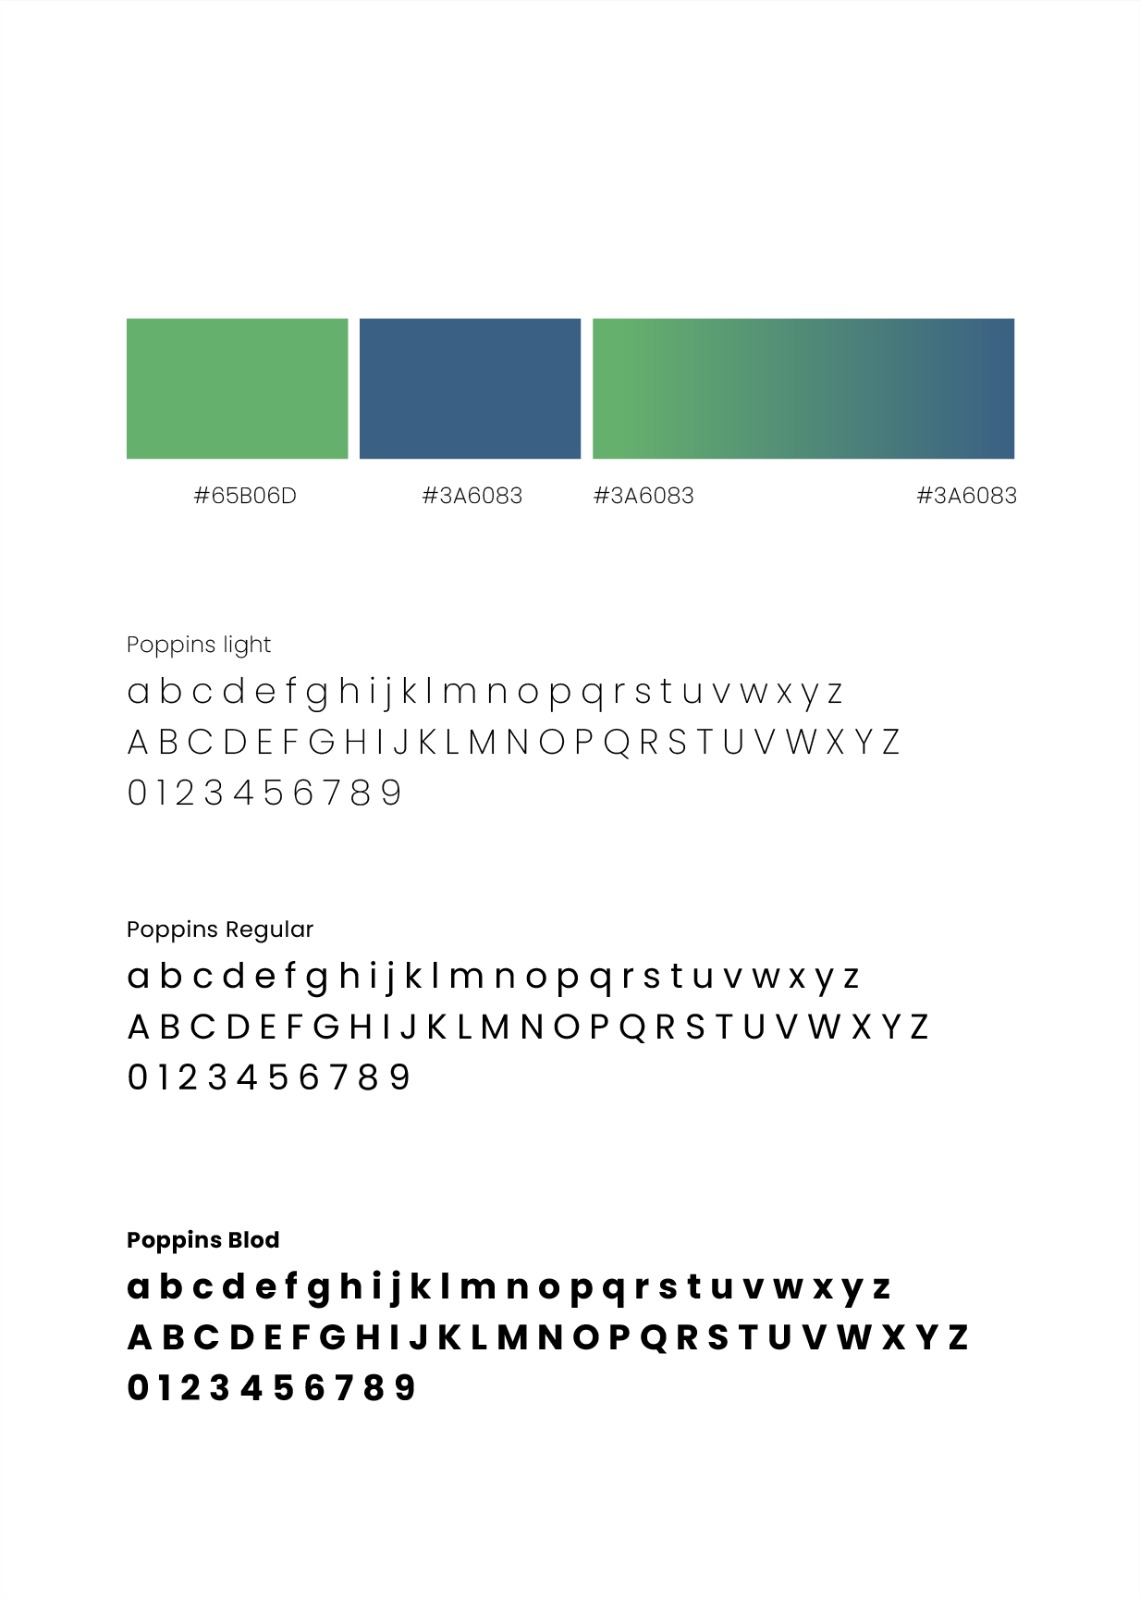 #65B06D #3A6083 #3A6083 #3A6083
Poppins light
a b c d e f g h i j k l m n o p q r s t u v w x y z
A B C D E F G H I J K L M N O P Q R S T U V W X Y Z
0 1 2 3 4 5 6 7 8 9
Poppins Regular
a b c d e f g h i j k l m n o p q r s t u v w x y z
A B C D E F G H I J K L M N O P Q R S T U V W X Y Z
0 1 2 3 4 5 6 7 8 9
Poppins Blod
a b c d e f g h i j k l m n o p q r s t u v w x y z
A B C D E F G H I J K L M N O P Q R S T U V W X Y Z
0 1 2 3 4 5 6 7 8 9